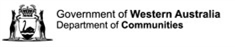 Government of Western Australia
Department of Communities